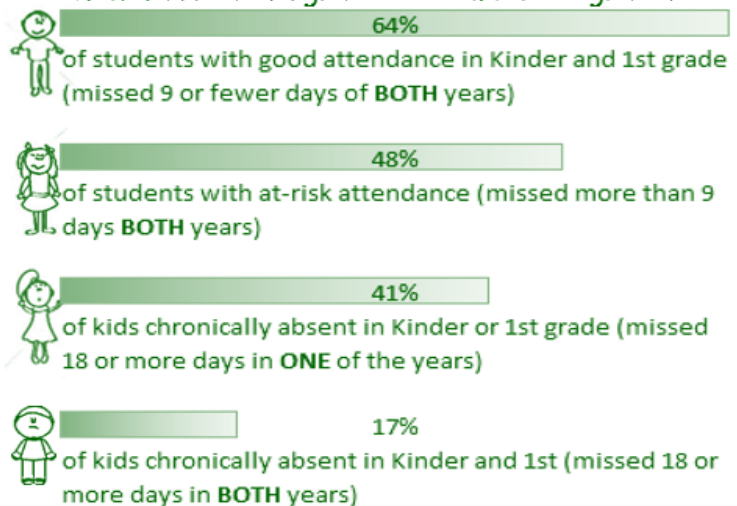 64%
of students with good attendance in Kinder and 1st grade
(missed 9 or fewer days of BOTH years)
48%
of students with at-risk attendance (missed more than 9
days BOTH years)
41%
of kids chronically absent in Kinder or 1st grade (missed
18 or more days in ONE of the years)
17%
of kids chronically absent in Kinder and 1st (missed 18 or
more days in BOTH years)